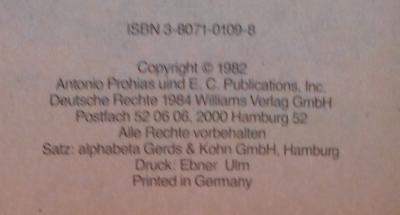 ISBN 3-8071-0109-8
Copyright © 1982
Antonio Prohias uind E. C. Publications, Inc.
Deutsche Rechte 1984 Williams Verlag GmbH
Postfach 52 06 06, 2000 Hamburg 52
Alle Rechte vorbehalten
Satz: alphabeta Gerds & Kohn GmbH, Hamburg
Druck: Ebner Ulm
Printed in Germany